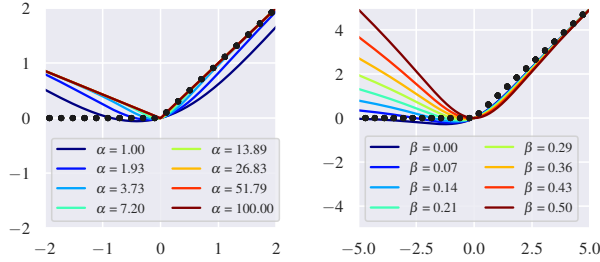 2
1
0
−1
−2
−2
−1
0
1
2
α = 1.00
α = 1.93
α = 3.73
α = 7.20
α = 13.89
α = 26.83
α = 51.79
α = 100.00
4
2
0
−2
−4
−5.0
−2.5
0.0
2.5
5.0
β = 0.00
β = 0.07
β = 0.14
β = 0.21
β = 0.29
β = 0.36
β = 0.43
β = 0.50